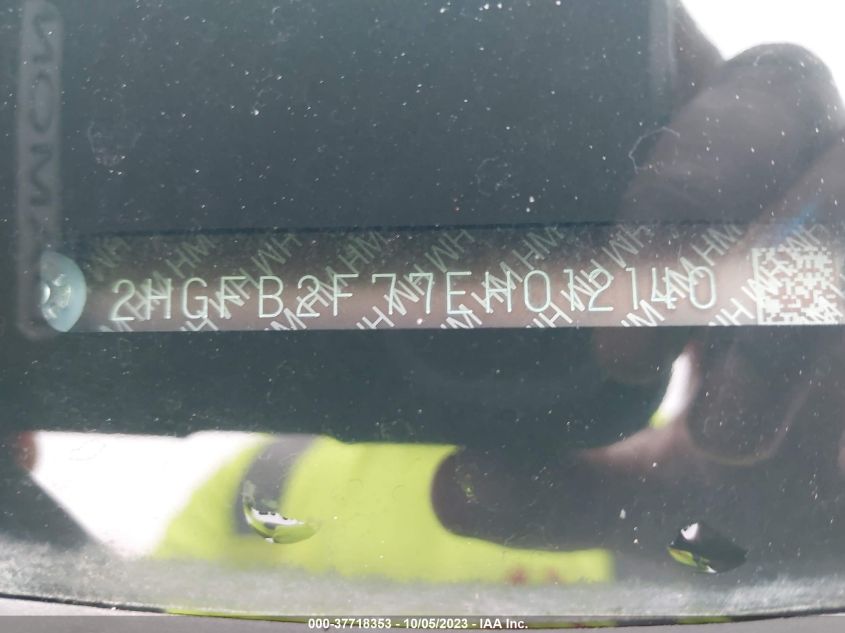 2HGFB2F77EH012140
000-37718353 - 10/05/2023 - IAA Inc.